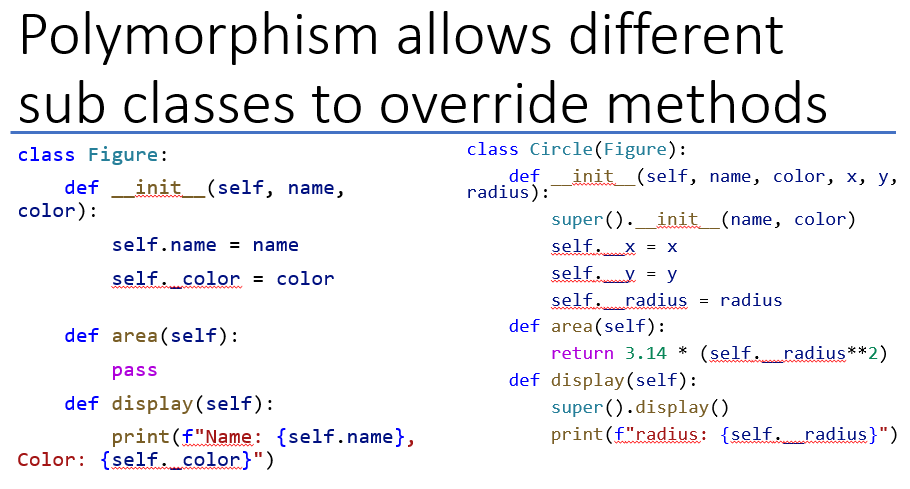 Polymorphism allows different
sub classes to override methods
class Figure:
def __init__(self, name,
color):
self.name = name
self._color = color
def area(self):
pass
def display(self):
print(f"Name: {self.name},
Color: {self._color}")
class Circle(Figure):
def __init__(self, name, color, x, y,
radius):
super().__init__(name, color)
self.__x = x
self.__y = y
self.__radius = radius
def area(self):
return 3.14 * (self.__radius**2)
def display(self):
super().display()
print(f"radius: {self.__radius}")